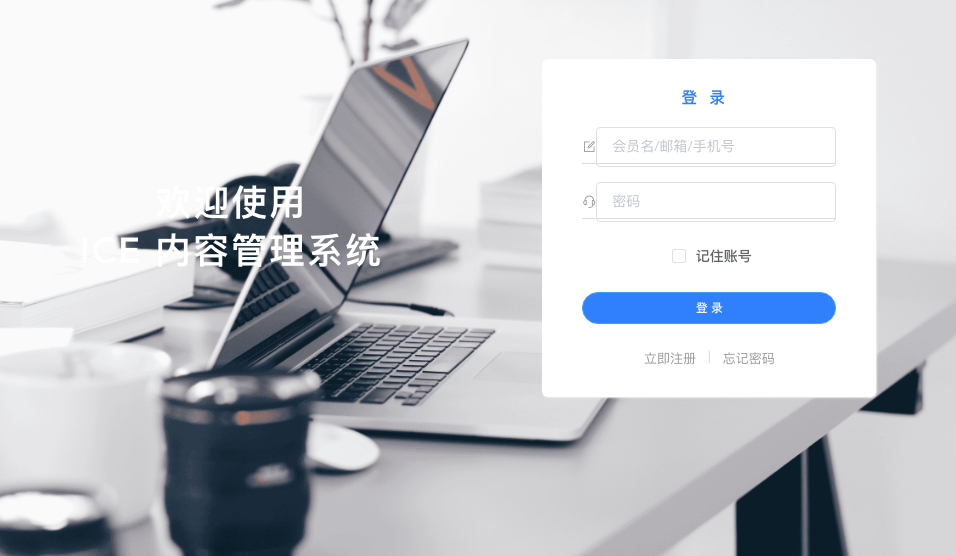 欢迎使用
ICE 内容管理系统
登 录
会员名/邮箱/手机号
密码
记住账号
登 录
立即注册 | 忘记密码